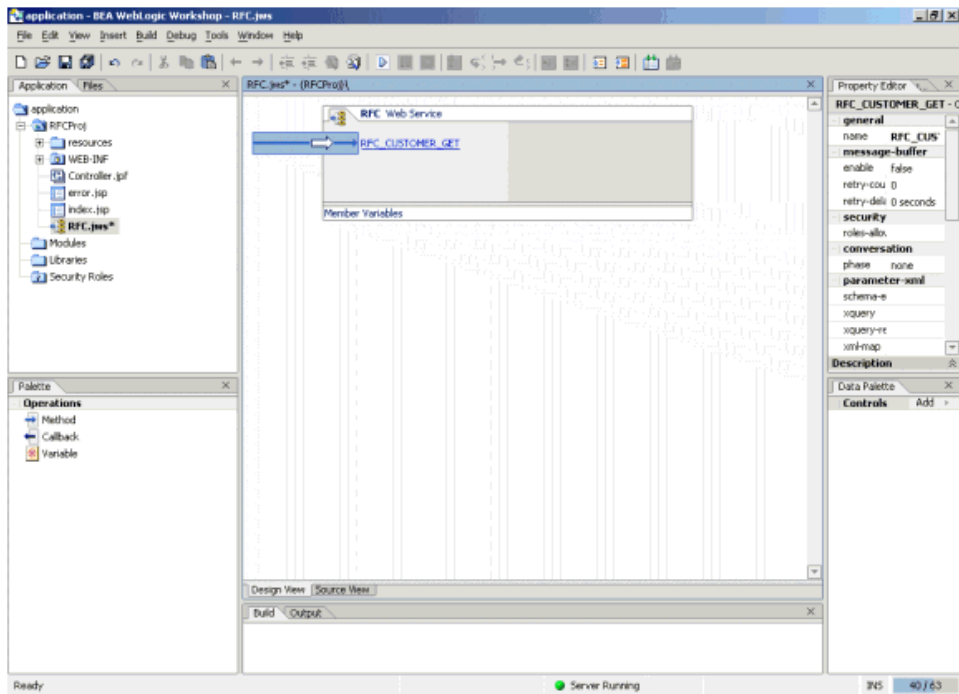 application - BEA WebLogic Workshop - RFC.jws
File Edit View Insert Build Debug Tools Window Help
Application Files
application
RFCProj
resources
WEB-INF
Controller.jpf
error.jsp
index.jsp
RFC.jws*
Modules
Libraries
Security Roles
Palette
Operations
Method
Callback
Variable
RFC.jws* - {RFCProj}\
RFC Web Service
RFC_CUSTOMER_GET
Member Variables
Design View Source View
Build Output
Property Editor
RFC_CUSTOMER_GET - C
general
name RFC_CUS
message-buffer
enable false
retry-cou 0
retry-dela 0 seconds
security
roles-allo
conversation
phase none
parameter-xml
schema-e
xquery
xquery-re
xml-map
Description
Data Palette
Controls Add
Ready Server Running INS 40 / 63